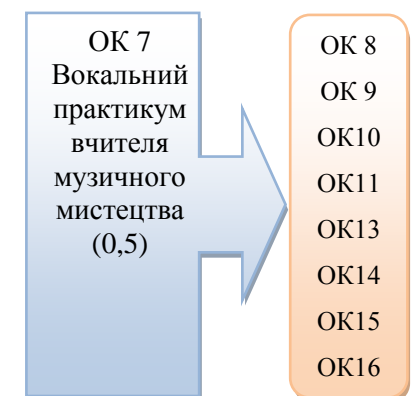 ОК 7
Вокальний
практикум
вчителя
музичного
мистецтва
(0,5)
ОК 8
ОК 9
ОК10
ОК11
ОК13
ОК14
ОК15
ОК16